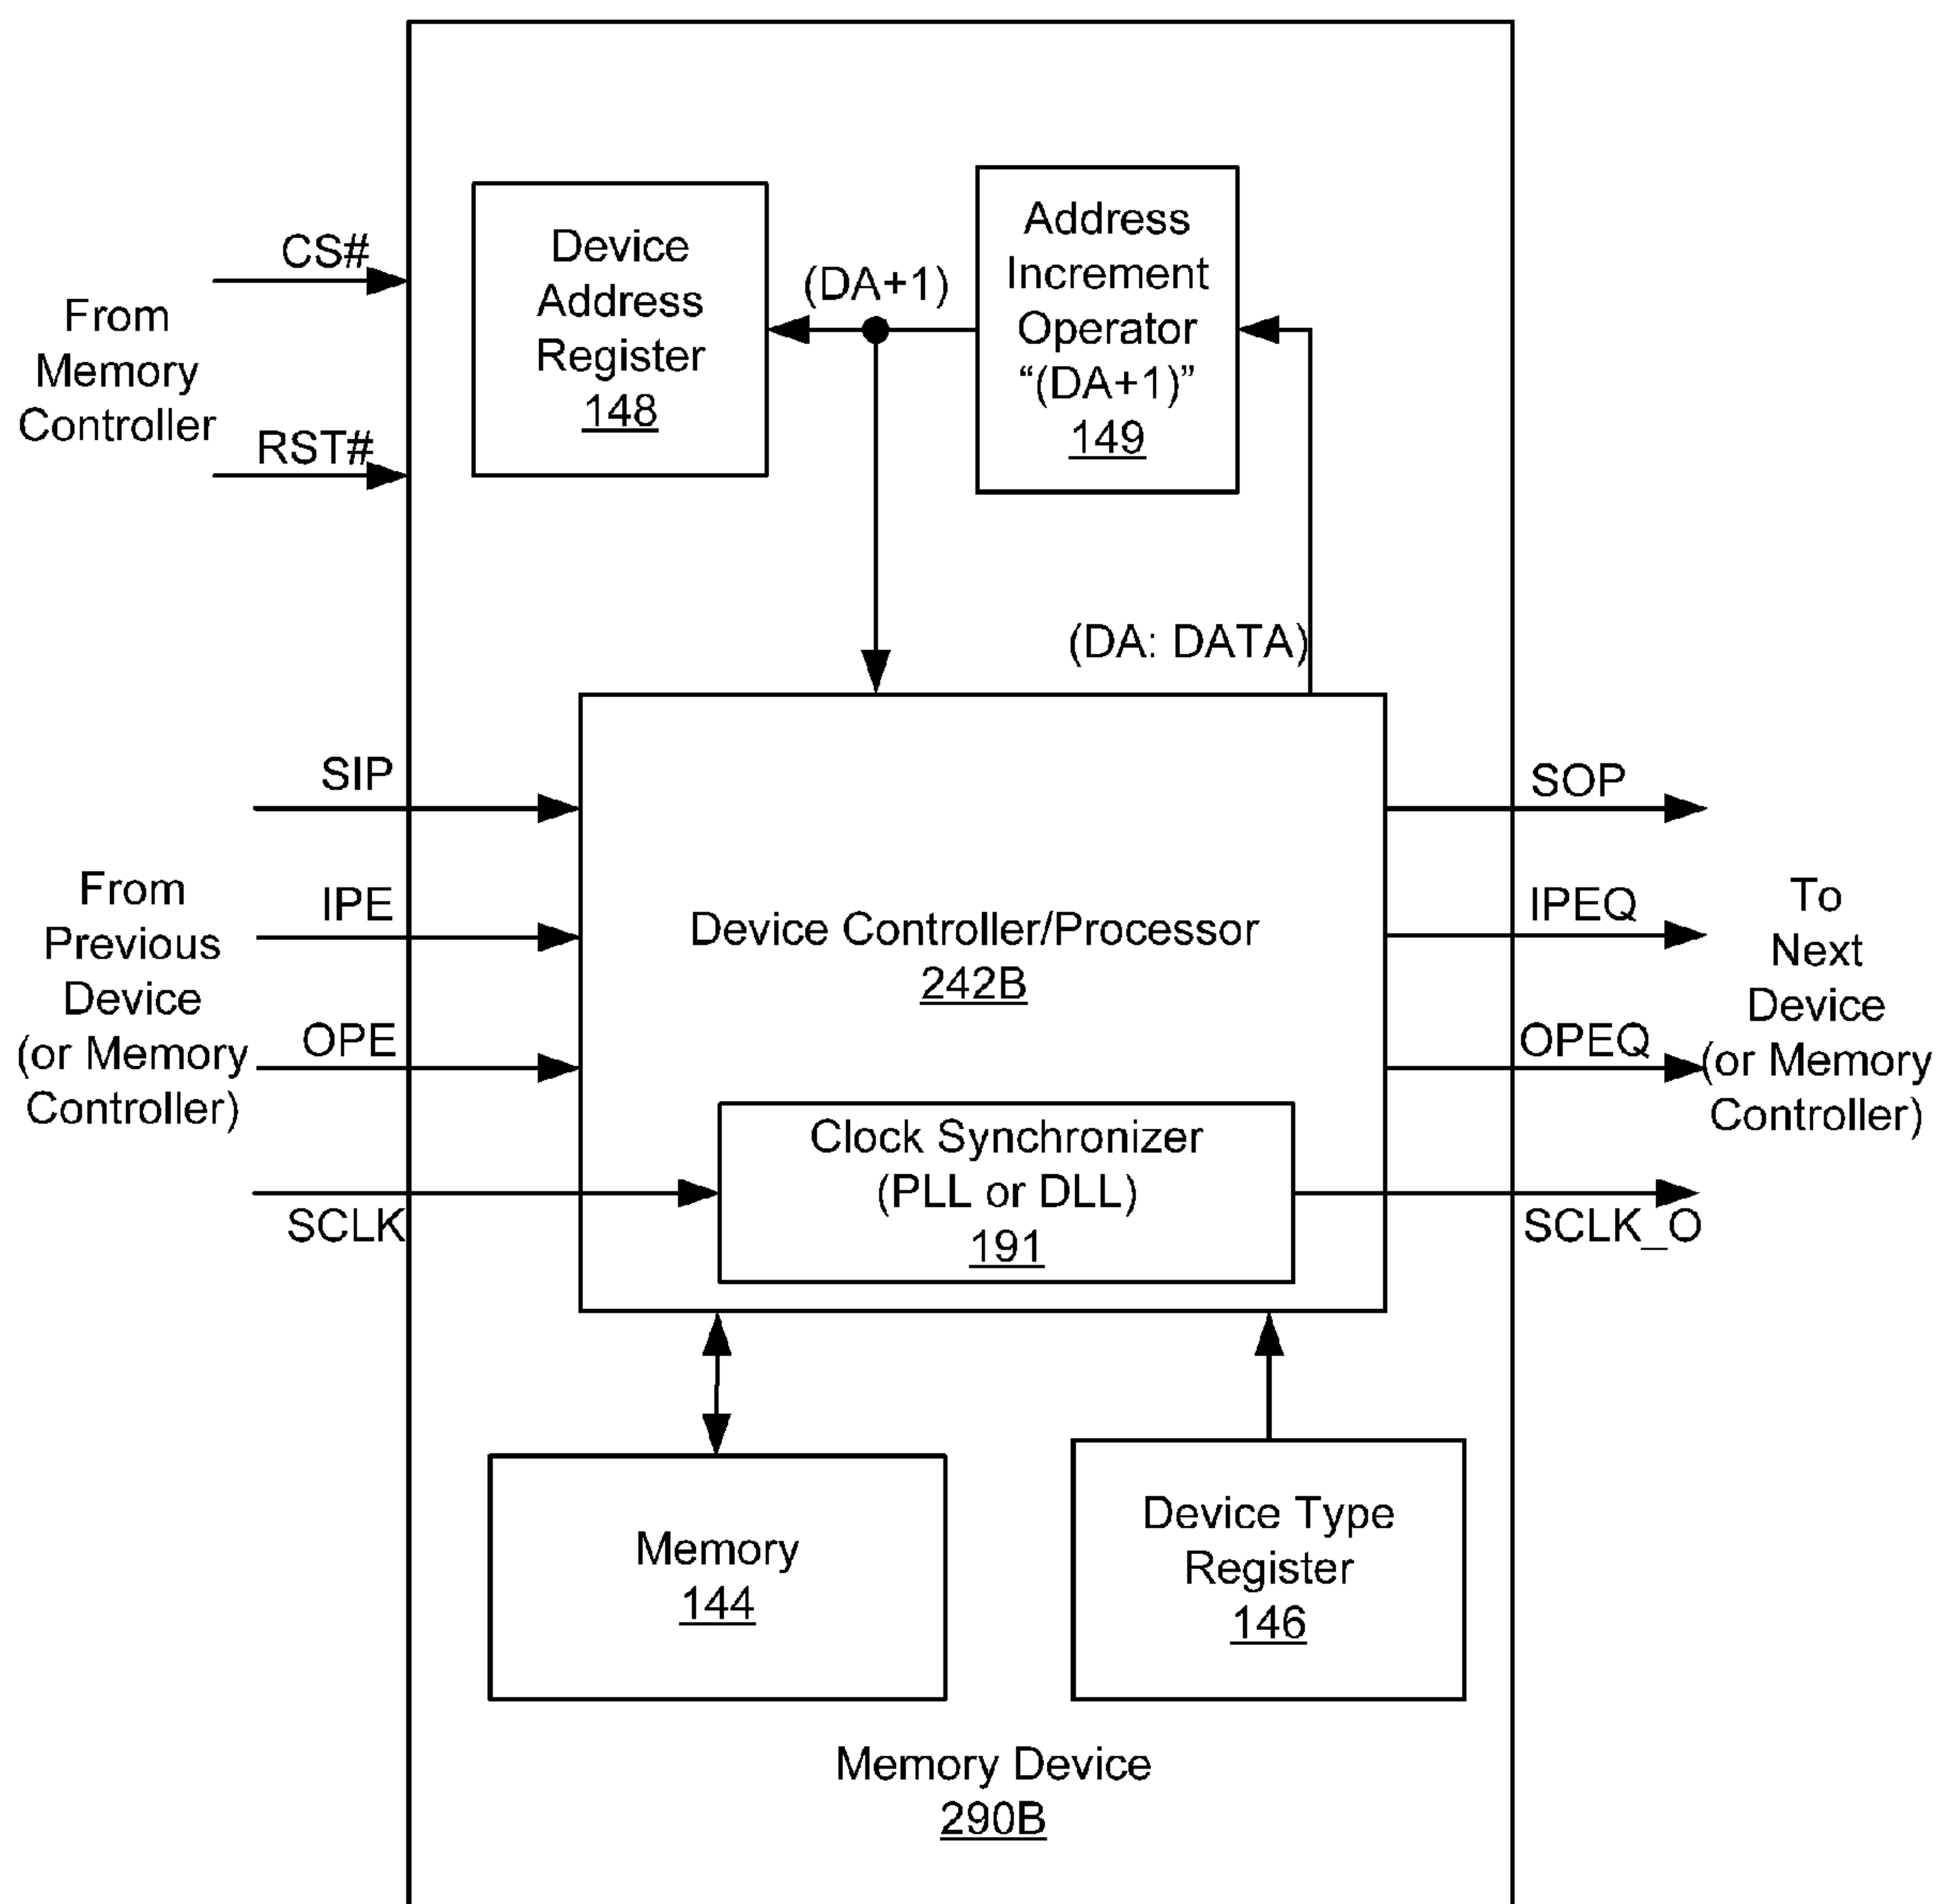 CS#
From
Memory
Controller
RST#
Device
Address
Register
148
(DA+1)
Address
Increment
Operator
“(DA+1)”
149
(DA: DATA)
SIP
From
Previous
Device
(or Memory
Controller)
IPE
OPE
SCLK
Device Controller/Processor
242B
Clock Synchronizer
(PLL or DLL)
191
SOP
IPEQ
OPEQ
SCLK_O
To
Next
Device
(or Memory
Controller)
Memory
144
Device Type
Register
146
Memory Device
290B